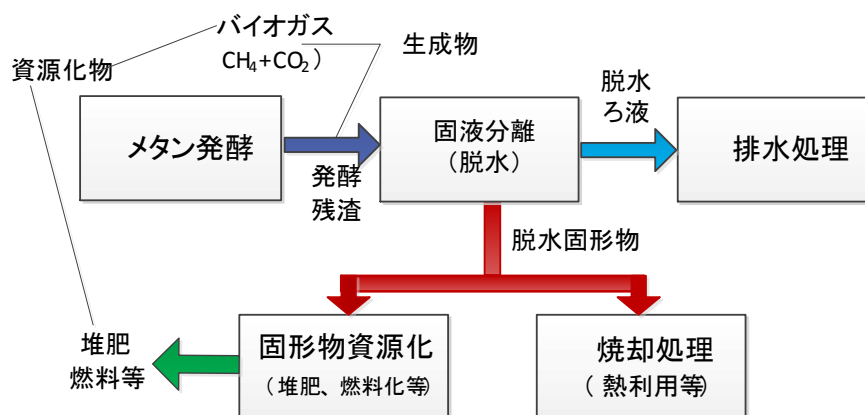 バイオガス
CH4+CO2）
生成物
資源化物
脱水
ろ液
メタン発酵
固液分離
（脱水）
排水処理
発酵
残渣
脱水固形物
堆肥
燃料等
固形物資源化
（堆肥、燃料化等）
焼却処理
（熱利用等）